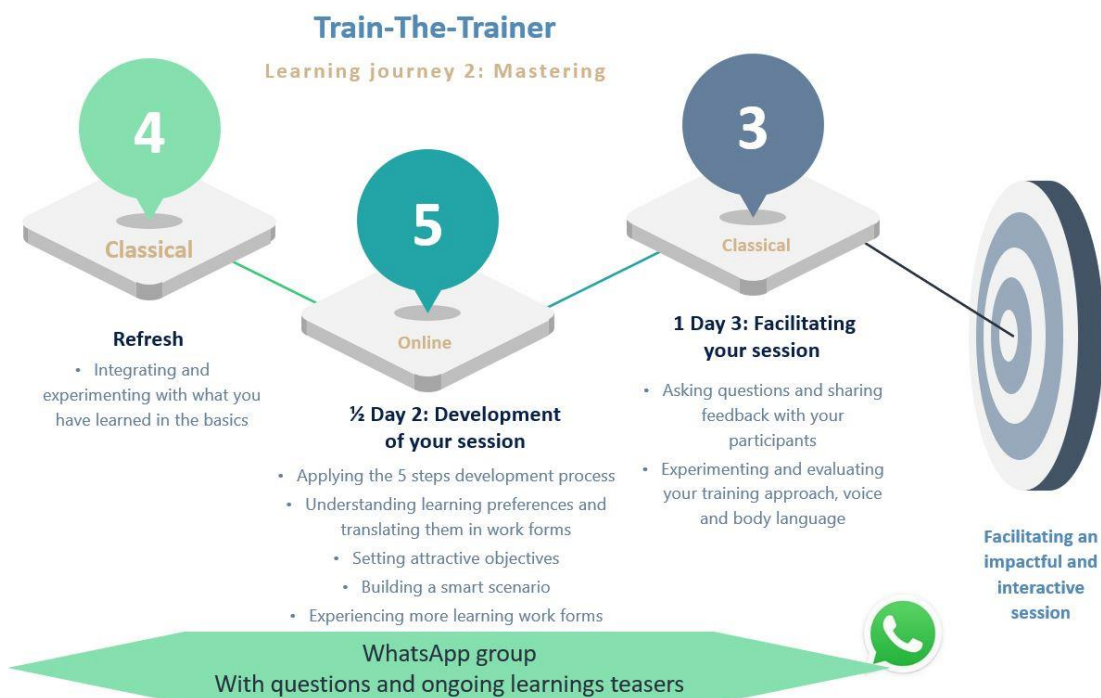 Train-The-Trainer
Learning journey 2: Mastering
4
Classical
Refresh
• Integrating and
experimenting with what you
have learned in the basics
5
Online
½ Day 2: Development
of your session
• Applying the 5 steps development process
• Understanding learning preferences and
translating them in work forms
• Setting attractive objectives
• Building a smart scenario
• Experiencing more learning work forms
3
Classical
1 Day 3: Facilitating
your session
• Asking questions and sharing
feedback with your
participants
• Experimenting and evaluating
your training approach, voice
and body language
Facilitating an
impactful and
interactive
session
WhatsApp group
With questions and ongoing learnings teasers